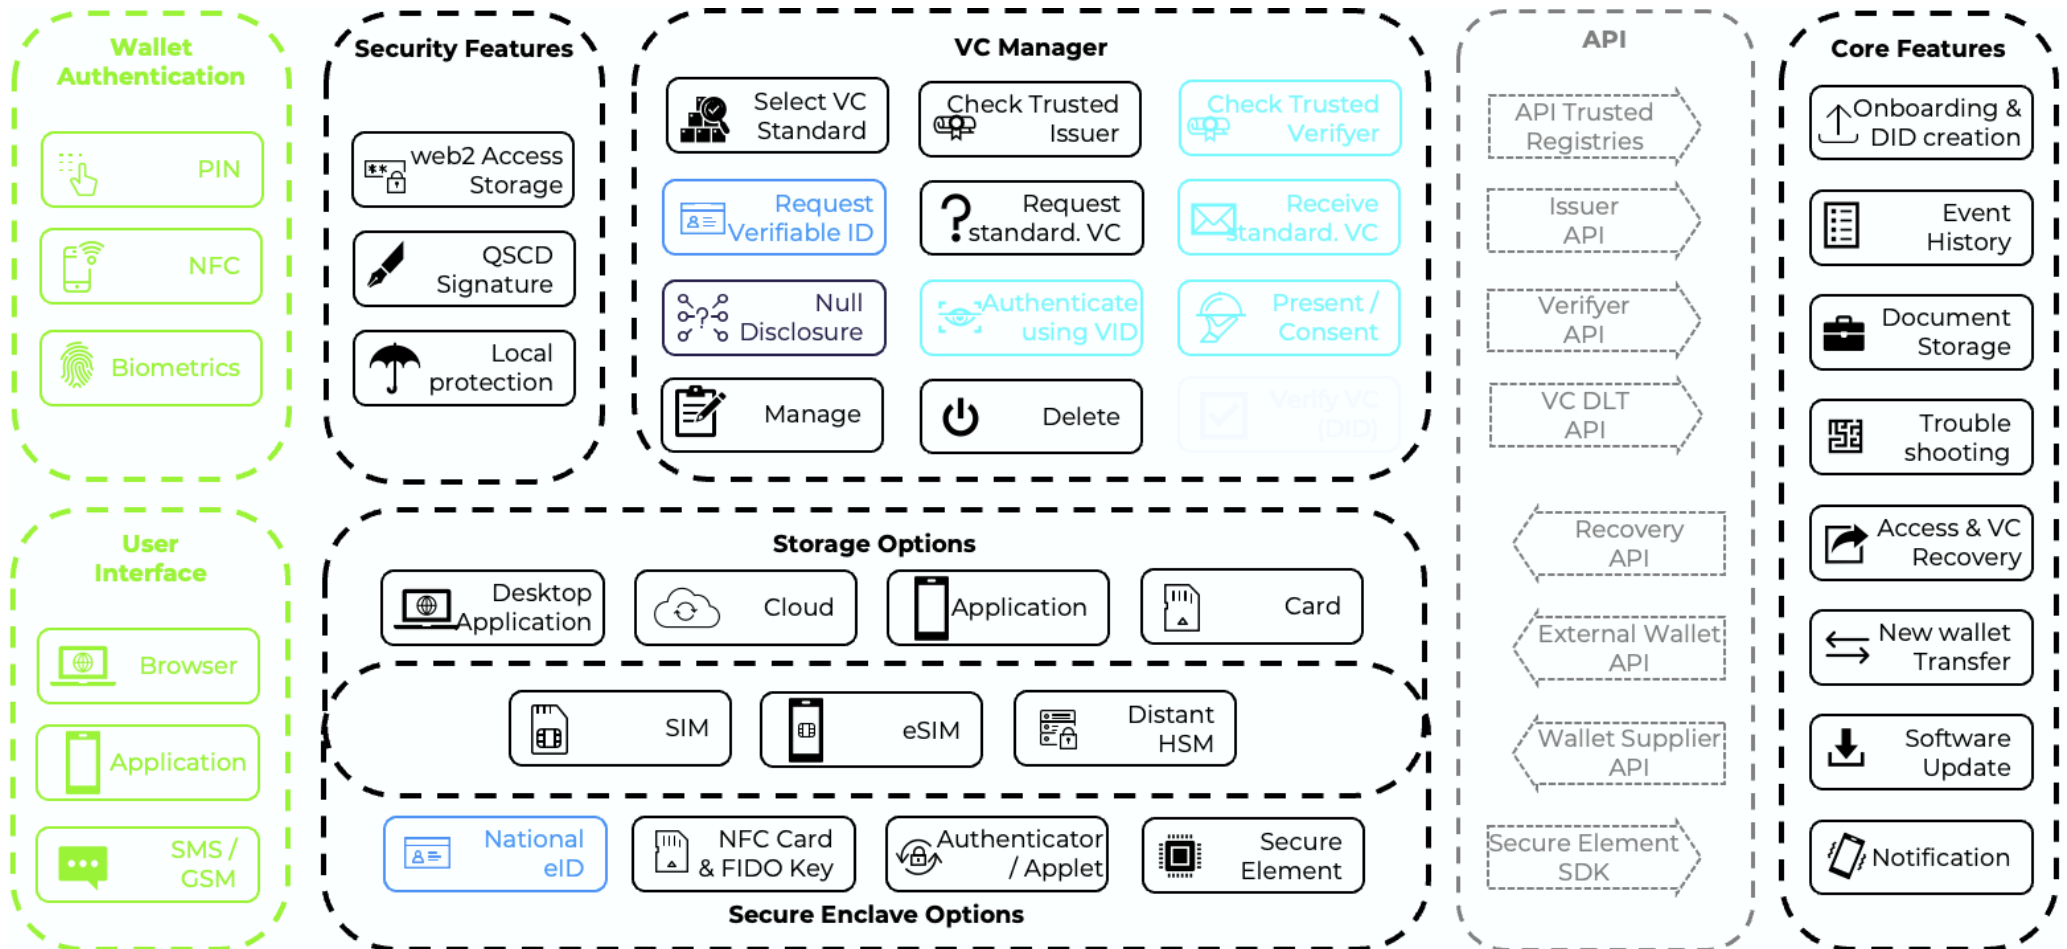 Wallet
Authentication
PIN
NFC
Biometrics
Security Features
web2 Access
Storage
QSCD
Signature
Local
protection
VC Manager
Select VC
Standard
Check Trusted
Issuer
Check Trusted
Verifyer
Request
Verifiable ID
Request
standard. VC
Receive
standard. VC
Null
Disclosure
Authenticate
using VID
Present /
Consent
Manage
Delete
Verify VC
(DID)
API
API Trusted
Registries
Issuer
API
Verifyer
API
VC DLT
API
Recovery
API
External Wallet
API
Wallet Supplier
API
Secure Element
SDK
Core Features
Onboarding &
DID creation
Event
History
Document
Storage
Trouble
shooting
Access & VC
Recovery
New wallet
Transfer
Software
Update
Notification
User
Interface
Browser
Application
SMS /
GSM
Storage Options
Desktop
Application
Cloud
Application
Card
SIM
eSIM
Distant
HSM
National
eID
NFC Card
& FIDO Key
Authenticator
/ Applet
Secure
Element
Secure Enclave Options